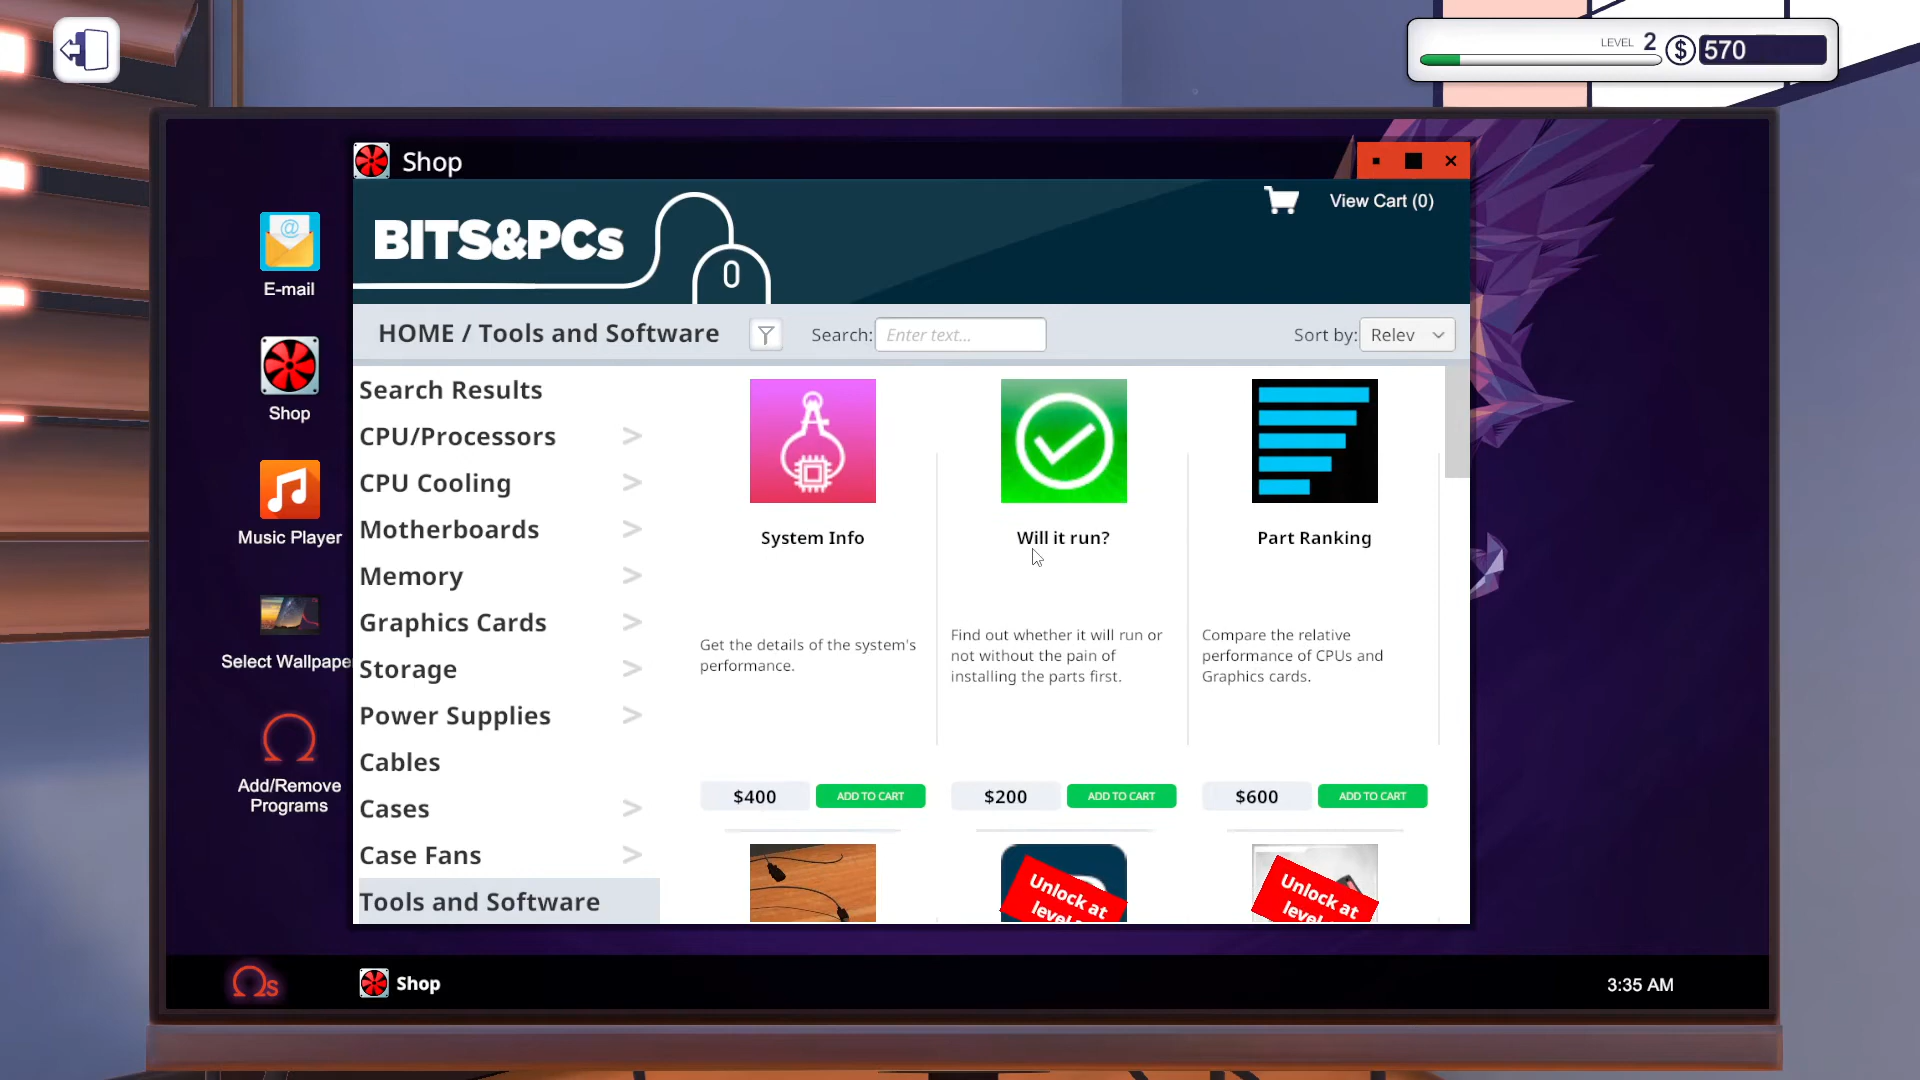 LEVEL 2 $ 570
Shop
View Cart (0)
BITS&PCs
HOME / Tools and Software
Search: Enter text...
Sort by: Relev
E-mail
Shop
Music Player
Select Wallpape
Add/Remove
Programs
Search Results
CPU/Processors >
CPU Cooling >
Motherboards >
Memory >
Graphics Cards >
Storage >
Power Supplies >
Cables
Cases >
Case Fans >
Tools and Software
System Info
Get the details of the system's
performance.
$400 ADD TO CART
Will it run?
Find out whether it will run or
not without the pain of
installing the parts first.
$200 ADD TO CART
Part Ranking
Compare the relative
performance of CPUs and
Graphics cards.
$600 ADD TO CART
Unlock at
level
Unlock at
level
Ωs
Shop
3:35 AM